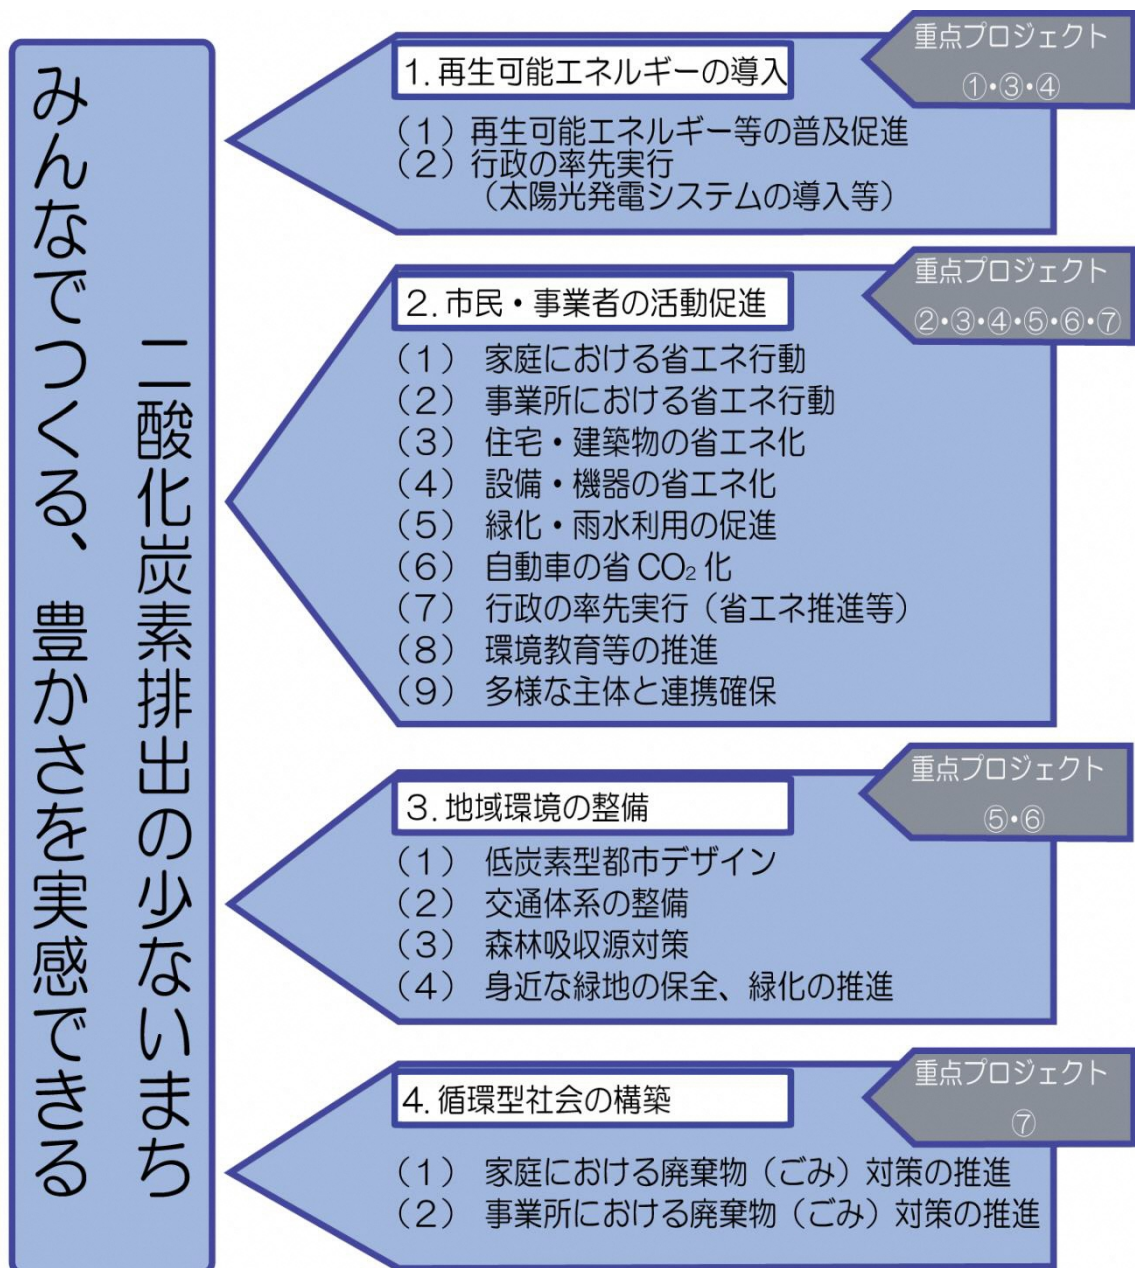 みんなでつくる、豊かさを実感できる
二酸化炭素排出の少ないまち
重点プロジェクト
①・③・④
1.再生可能エネルギーの導入
(1)再生可能エネルギー等の普及促進
(2)行政の率先実行
(太陽光発電システムの導入等)
重点プロジェクト
②・③・④・⑤・⑥・⑦
2.市民・事業者の活動促進
(1) 家庭における省エネ行動
(2) 事業所における省エネ行動
(3) 住宅・建築物の省エネ化
(4) 設備・機器の省エネ化
(5) 緑化・雨水利用の促進
(6) 自動車の省CO₂化
(7) 行政の率先実行(省エネ推進等)
(8) 環境教育等の推進
(9) 多様な主体と連携確保
重点プロジェクト
⑤・⑥
3.地域環境の整備
(1) 低炭素型都市デザイン
(2) 交通体系の整備
(3) 森林吸収源対策
(4) 身近な緑地の保全、緑化の推進
重点プロジェクト
⑦
4.循環型社会の構築
(1) 家庭における廃棄物(ごみ)対策の推進
(2) 事業所における廃棄物(ごみ)対策の推進